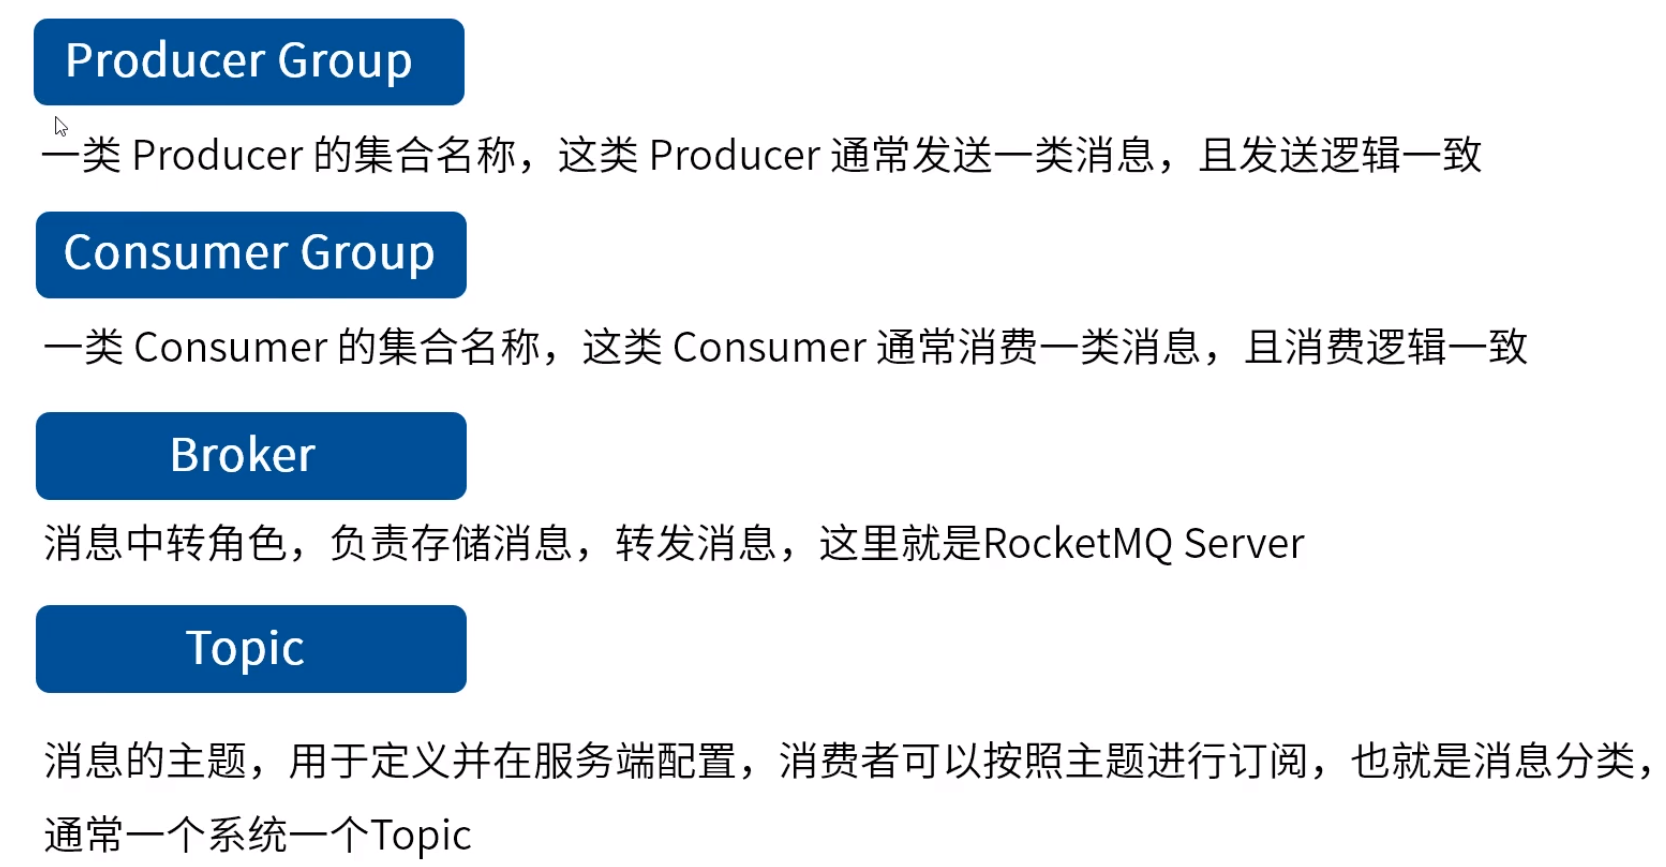 Producer Group
一类 Producer 的集合名称，这类 Producer 通常发送一类消息，且发送逻辑一致
Consumer Group
一类 Consumer 的集合名称，这类 Consumer 通常消费一类消息，且消费逻辑一致
Broker
消息中转角色，负责存储消息，转发消息，这里就是RocketMQ Server
Topic
消息的主题，用于定义并在服务端配置，消费者可以按照主题进行订阅，也就是消息分类，
通常一个系统一个Topic